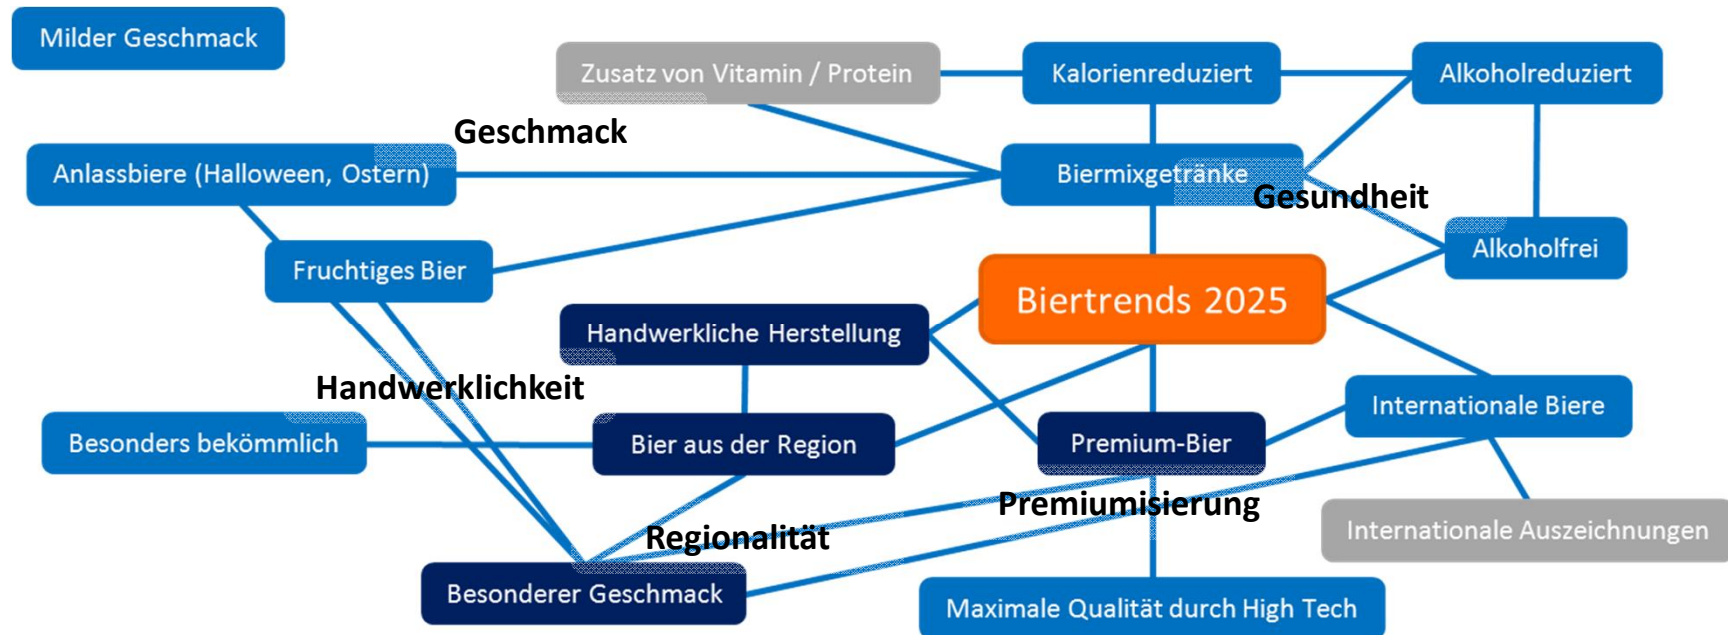 Milder Geschmack
Zusatz von Vitamin / Protein
Kalorienreduziert
Alkoholreduziert
Geschmack
Anlassbiere (Halloween, Ostern)
Biermixgetränke
Gesundheit
Alkoholfrei
Fruchtiges Bier
Biertrends 2025
Handwerkliche Herstellung
Handwerklichkeit
Internationale Biere
Besonders bekömmlich
Bier aus der Region
Premium-Bier
Premiumisierung
Regionalität
Internationale Auszeichnungen
Besonderer Geschmack
Maximale Qualität durch High Tech